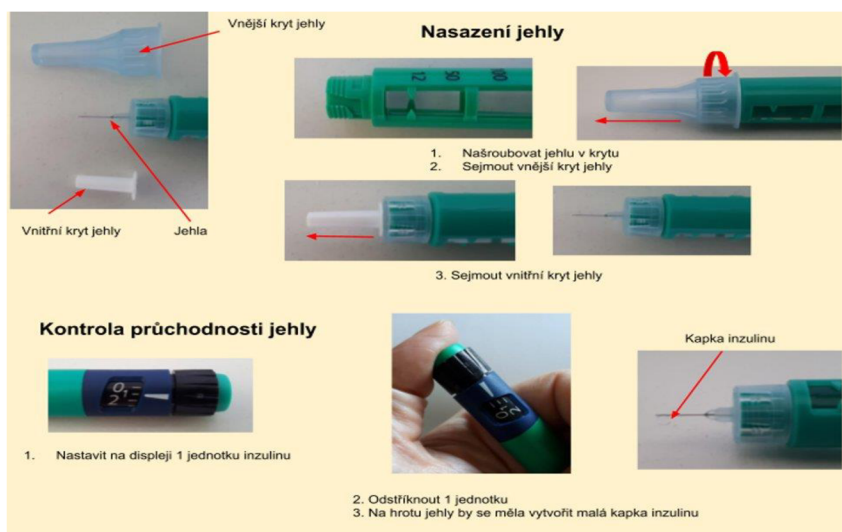 Vnější kryt jehly
Nasazení jehly
1. Našroubovat jehlu v krytu
2. Sejmout vnější kryt jehly
Vnitřní kryt jehly
Jehla
3. Sejmout vnitřní kryt jehly
Kontrola průchodnosti jehly
Kapka inzulinu
1. Nastavit na displeji 1 jednotku inzulinu
2. Odstříknout 1 jednotku
3. Na hrotu jehly by se měla vytvořit malá kapka inzulinu